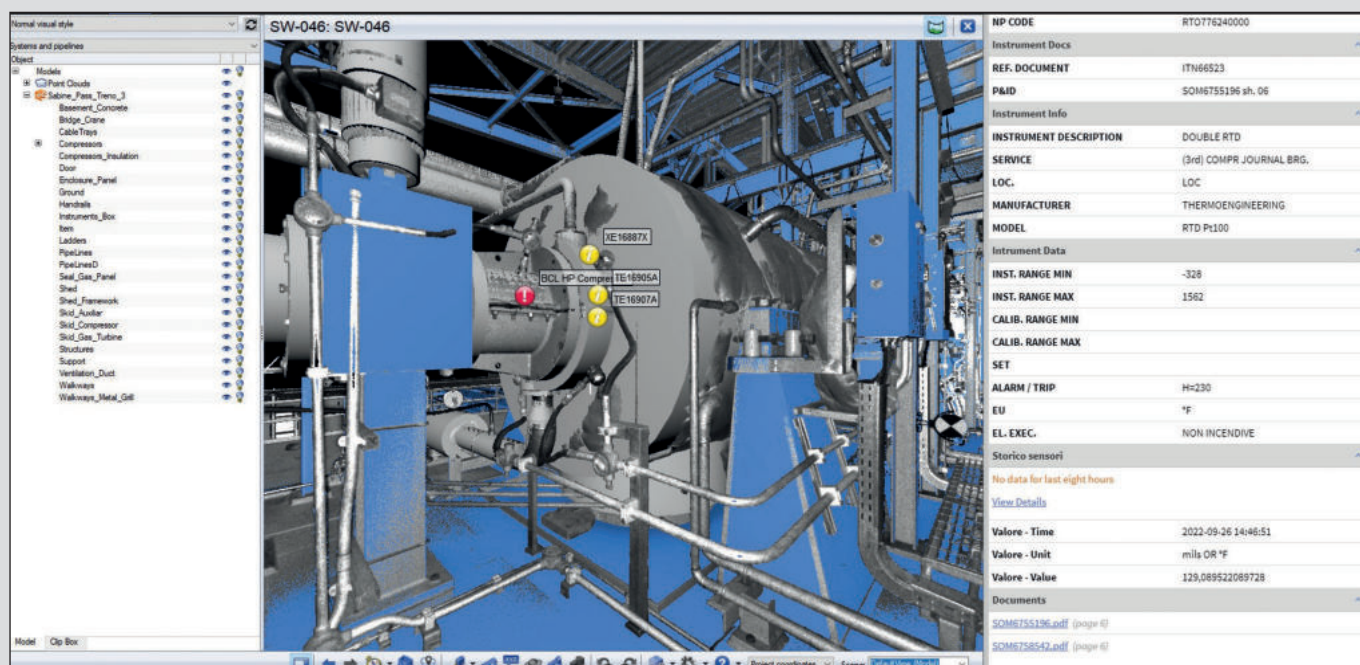 Normal visual style
Systems and pipelines
Object
Models
Point Clouds
Sabine_Pass_Treno_3
Basement_Concrete
Bridge_Crane
CableTrays
Compressors
Compressors_Insulation
Door
Enclosure_Panel
Ground
Handrails
Instruments_Box
Item
Ladders
PipeLines
PipeLinesD
Seal_Gas_Panel
Shed
Shed_Framework
Skid_Auxiliar
Skid_Compressor
Skid_Gas_Turbine
Structures
Support
Ventilation_Duct
Walkways
Walkways_Metal_Grill
Model Clip Box
SW-046: SW-046
XE16887X
BCL HP Compres
TE16905A
TE16907A
Project coordinates
NP CODE RTO776240000
Instrument Docs
REF. DOCUMENT ITN66523
P&ID SOM6755196 sh. 06
Instrument Info
INSTRUMENT DESCRIPTION DOUBLE RTD
SERVICE (3rd) COMPR JOURNAL BRG.
LOC. LOC
MANUFACTURER THERMOENGINEERING
MODEL RTD Pt100
Intrument Data
INST. RANGE MIN -328
INST. RANGE MAX 1562
CALIB. RANGE MIN
CALIB. RANGE MAX
SET
ALARM / TRIP H=230
EU °F
EL. EXEC. NON INCENDIVE
Storico sensori
No data for last eight hours
View Details
Valore - Time 2022-09-26 14:46:51
Valore - Unit mils OR °F
Valore - Value 129,089522089728
Documents
SOM6755196.pdf (page 6)
SOM6758542.pdf (page 6)